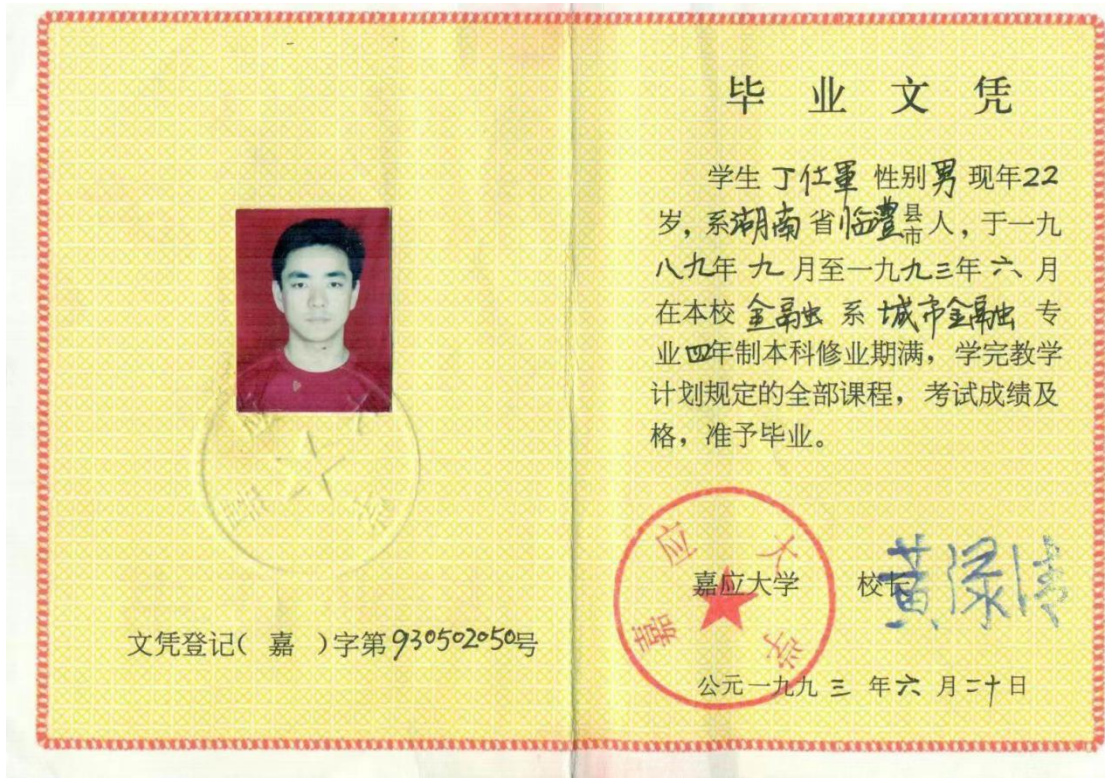 毕业文凭
学生 丁仕軍 性别 男 现年22
岁，系湖南省临澧县市人，于一九
八九年 九 月至一九九三年 六 月
在本校 金融 系 城市金融 专
业四年制本科修业期满，学完教学
计划规定的全部课程，考试成绩及
格，准予毕业。
嘉应大学
嘉应大学 校长
公元一九九三年六月二十日
文凭登记（嘉）字第930502050号